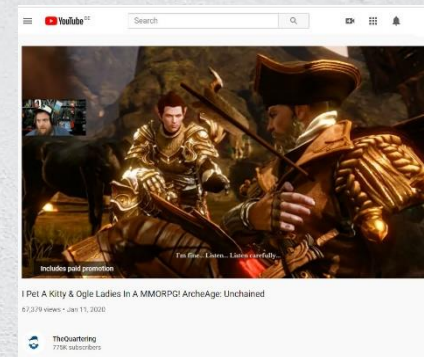 YouTube
Search
I'm fine... Listen... Listen carefully...
Includes paid promotion
I Pet A Kitty & Ogle Ladies In A MMORPG! ArcheAge: Unchained
67,379 views • Jan 11, 2020
TheQuartering
775K subscribers